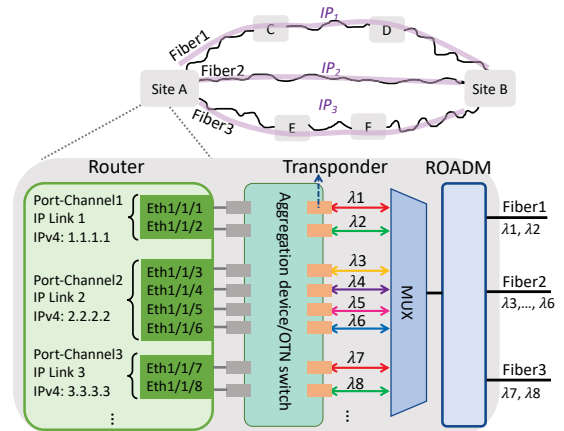 IP₁
Fiber1
C
D
Fiber2
IP₂
Site A
Site B
IP₃
Fiber3
E
F
Router
Transponder
ROADM
Port-Channel1
IP Link 1
IPv4: 1.1.1.1
Eth1/1/1
Eth1/1/2
Port-Channel2
IP Link 2
IPv4: 2.2.2.2
Eth1/1/3
Eth1/1/4
Eth1/1/5
Eth1/1/6
Port-Channel3
IP Link 3
IPv4: 3.3.3.3
Eth1/1/7
Eth1/1/8
⋮
Aggregation device/OTN switch
λ1
λ2
λ3
λ4
λ5
λ6
λ7
λ8
⋮
MUX
Fiber1
λ1, λ2
Fiber2
λ3,..., λ6
Fiber3
λ7, λ8